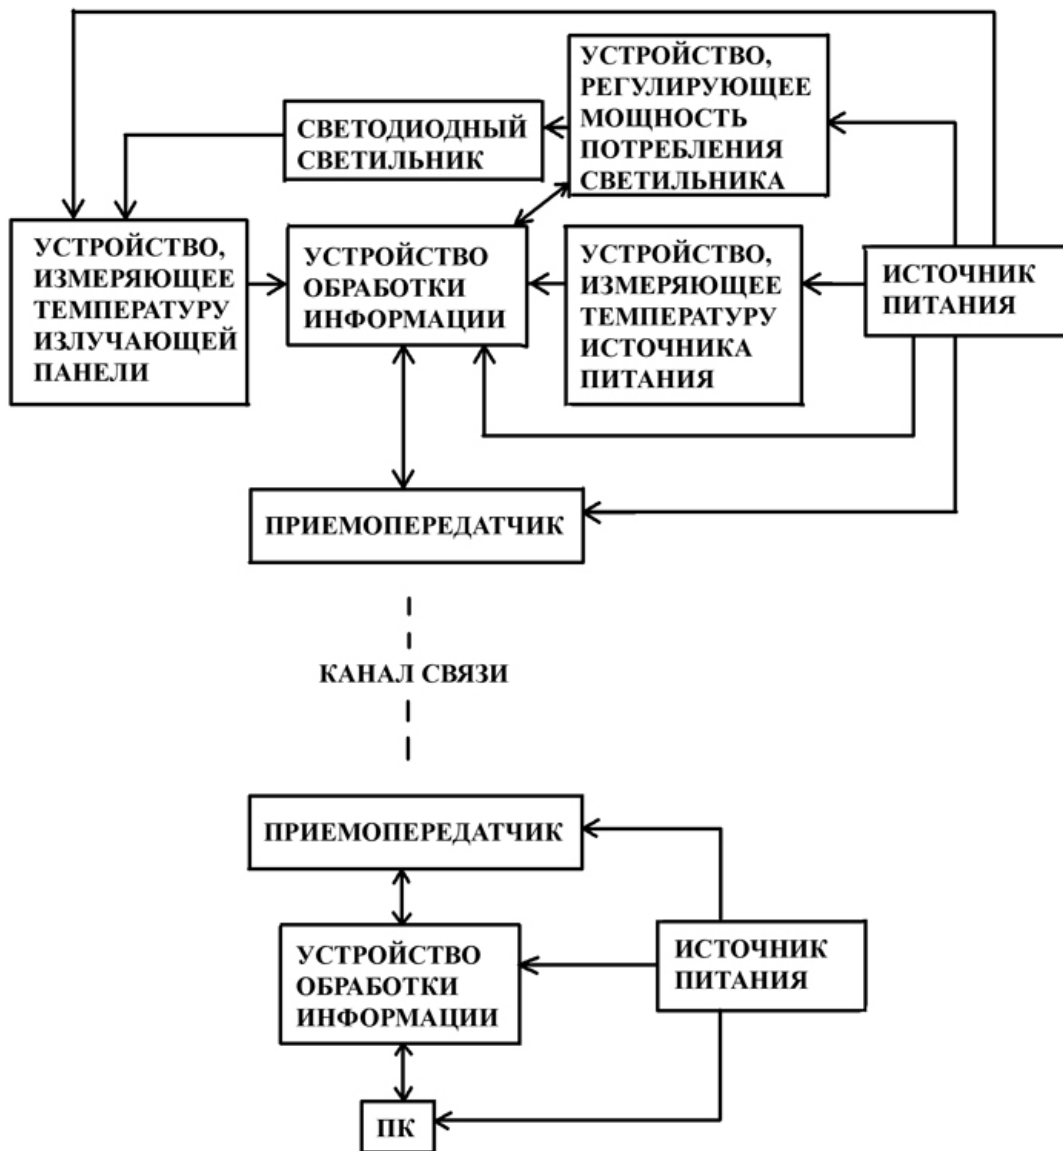 УСТРОЙСТВО,
РЕГУЛИРУЮЩЕЕ
МОЩНОСТЬ
ПОТРЕБЛЕНИЯ
СВЕТИЛЬНИКА
СВЕТОДИОДНЫЙ
СВЕТИЛЬНИК
УСТРОЙСТВО,
ИЗМЕРЯЮЩЕЕ
ТЕМПЕРАТУРУ
ИЗЛУЧАЮЩЕЙ
ПАНЕЛИ
УСТРОЙСТВО
ОБРАБОТКИ
ИНФОРМАЦИИ
УСТРОЙСТВО,
ИЗМЕРЯЮЩЕЕ
ТЕМПЕРАТУРУ
ИСТОЧНИКА
ПИТАНИЯ
ИСТОЧНИК
ПИТАНИЯ
ПРИЕМОПЕРЕДАТЧИК
КАНАЛ СВЯЗИ
ПРИЕМОПЕРЕДАТЧИК
УСТРОЙСТВО
ОБРАБОТКИ
ИНФОРМАЦИИ
ИСТОЧНИК
ПИТАНИЯ
ПК